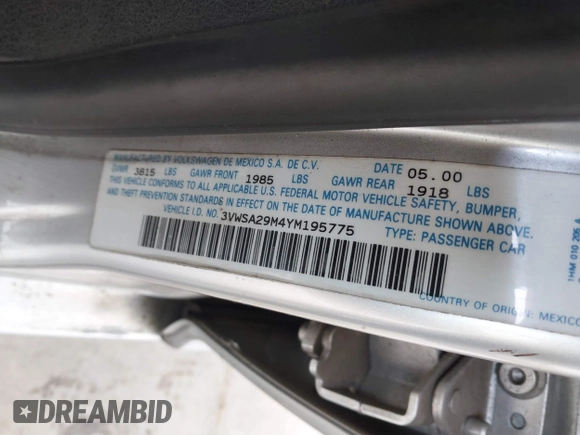 MANUFACTURED BY VOLKSWAGEN DE MEXICO S.A. DE C.V. DATE 05.00
GVWR 3815 LBS GAWR FRONT 1985 LBS GAWR REAR 1918 LBS
THIS VEHICLE CONFORMS TO ALL APPLICABLE U.S. FEDERAL MOTOR VEHICLE SAFETY, BUMPER,
AND THEFT PREVENTION STANDARDS IN EFFECT ON THE DATE OF MANUFACTURE SHOWN ABOVE.
VEHICLE I.D. NO. 3VWSA29M4YM195775 TYPE: PASSENGER CAR
COUNTRY OF ORIGIN: MEXICO
1HM 010
DREAMBID